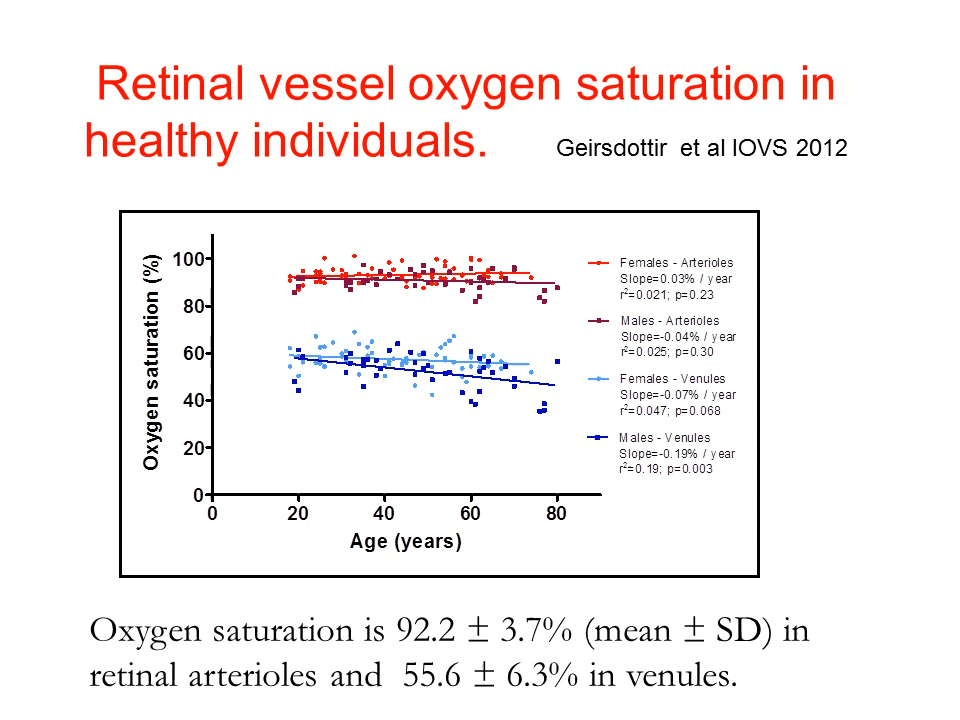 Retinal vessel oxygen saturation in
healthy individuals. Geirsdottir et al IOVS 2012
Oxygen saturation (%)
100
80
60
40
20
0
0 20 40 60 80
Age (years)
Females - Arterioles
Slope=0.03% / year
r²=0.021; p=0.23
Males - Arterioles
Slope=-0.04% / year
r²=0.025; p=0.30
Females - Venules
Slope=-0.07% / year
r²=0.047; p=0.068
Males - Venules
Slope=-0.19% / year
r²=0.19; p=0.003
Oxygen saturation is 92.2 ± 3.7% (mean ± SD) in
retinal arterioles and 55.6 ± 6.3% in venules.